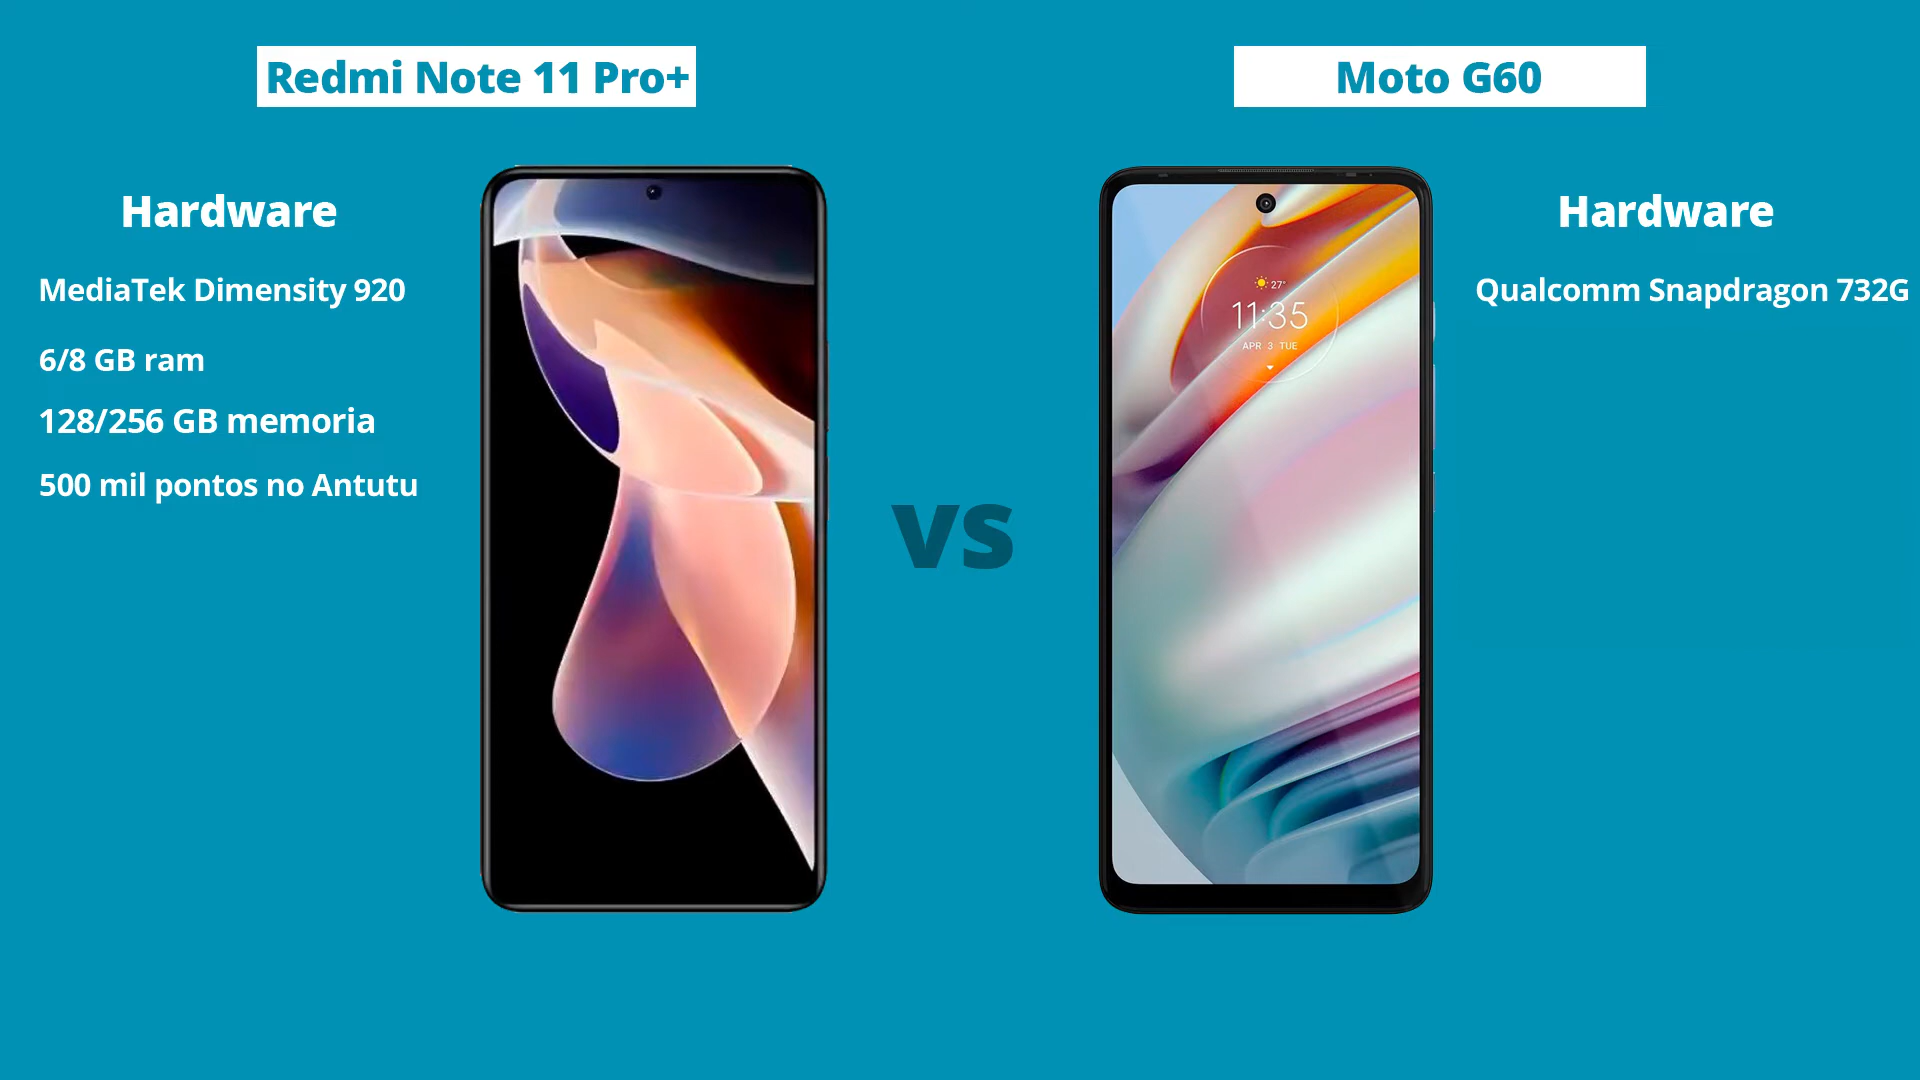 Redmi Note 11 Pro+
Moto G60
Hardware
MediaTek Dimensity 920
6/8 GB ram
128/256 GB memoria
500 mil pontos no Antutu
vs
27°
11:35
APR 3 TUE
Hardware
Qualcomm Snapdragon 732G